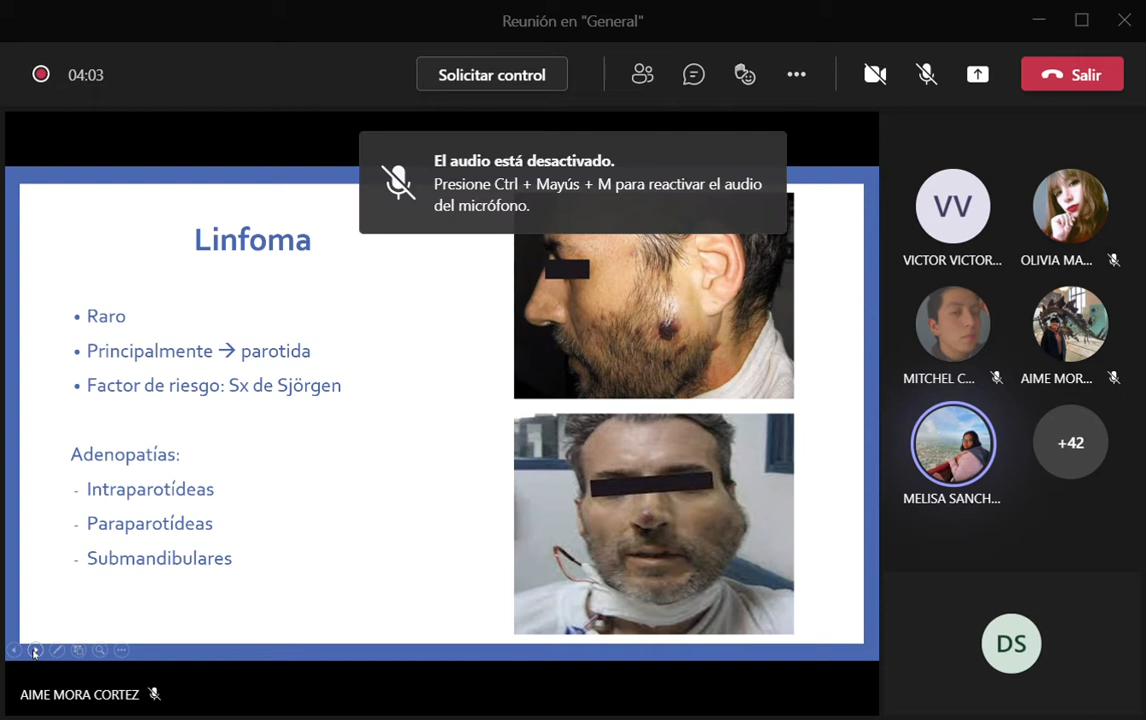 Reunión en "General"
04:03
Solicitar control
Salir
El audio está desactivado.
Presione Ctrl + Mayús + M para reactivar el audio
del micrófono.
Linfoma
• Raro
• Principalmente → parotida
• Factor de riesgo: Sx de Sjörgen
Adenopatías:
- Intraparotídeas
- Paraparotídeas
- Submandibulares
VV
VICTOR VICTOR...
OLIVIA MA...
MITCHEL C...
AIME MOR...
MELISA SANCH...
+42
DS
AIME MORA CORTEZ